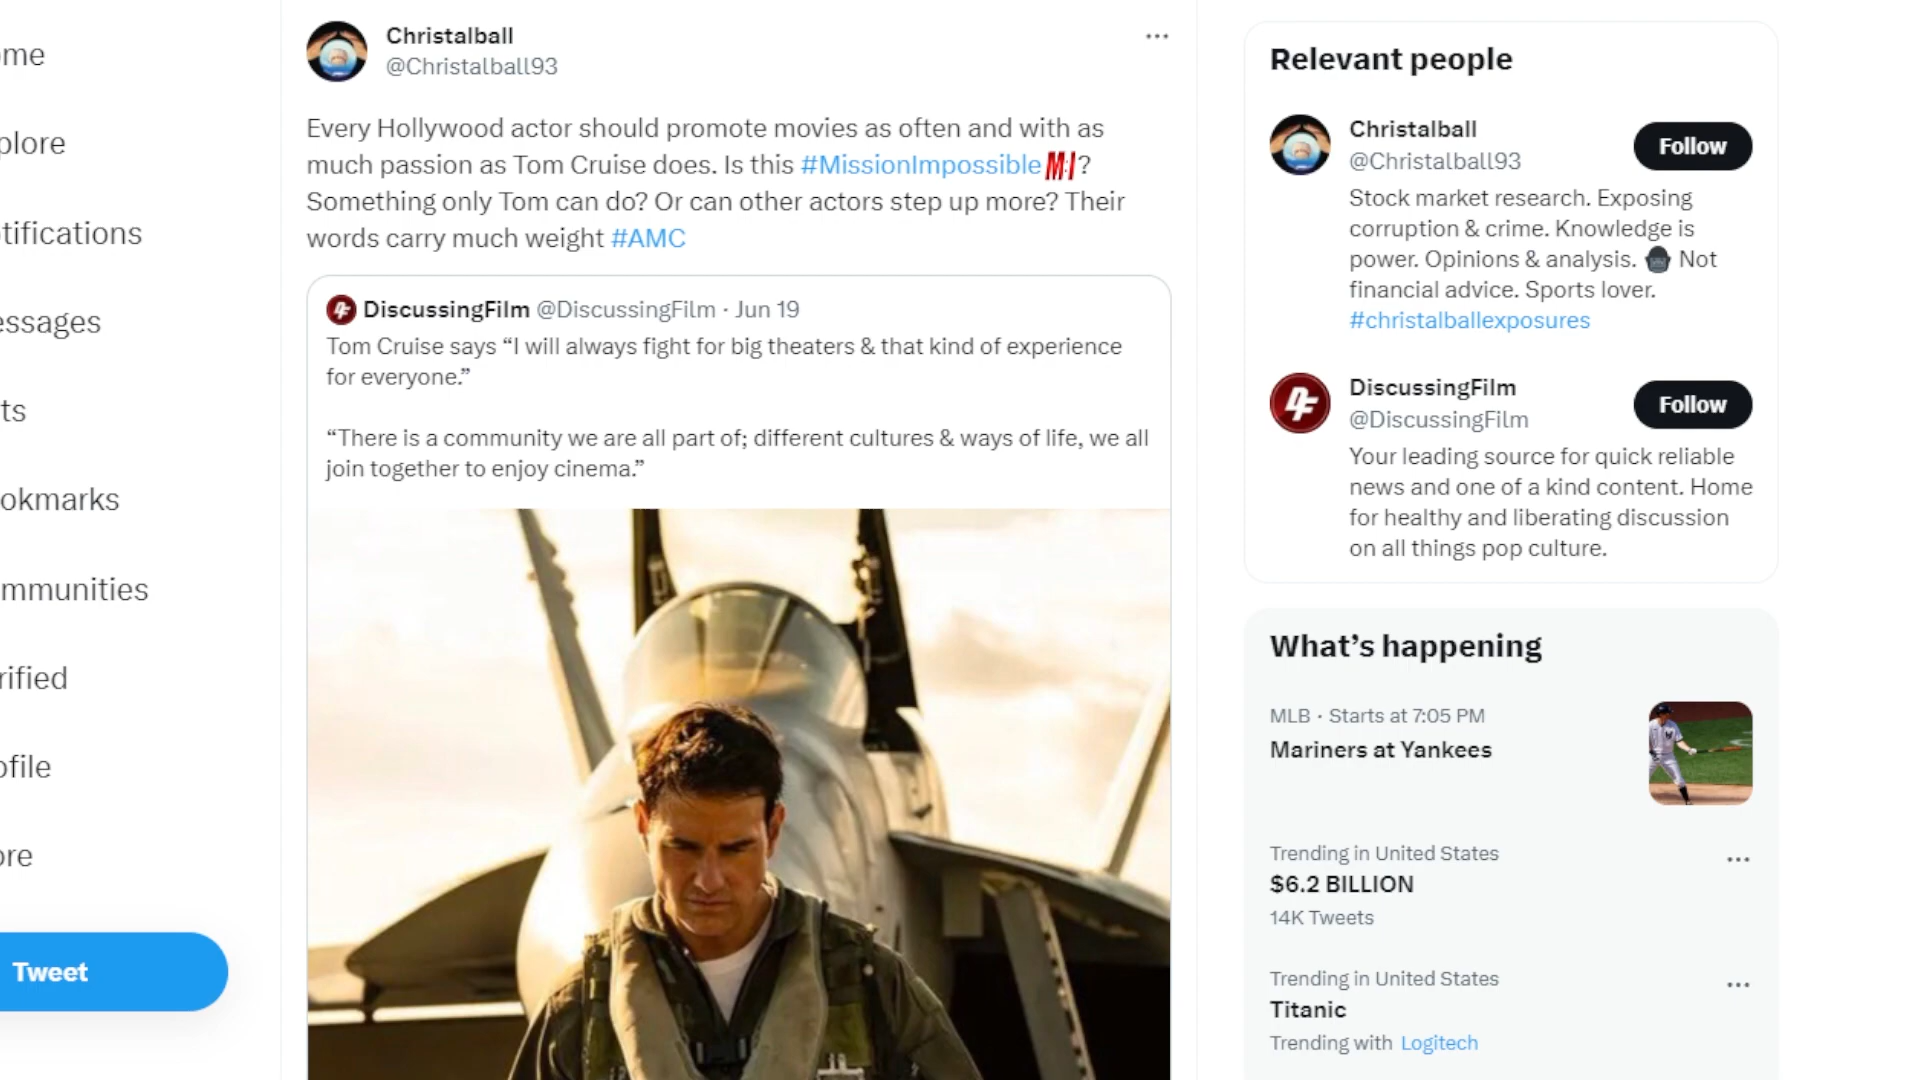 ome
plore
tifications
essages
ts
okmarks
mmunities
rified
ofile
ore
Tweet
Christalball
@Christalball93
Every Hollywood actor should promote movies as often and with as
much passion as Tom Cruise does. Is this #MissionImpossible M:I?
Something only Tom can do? Or can other actors step up more? Their
words carry much weight #AMC
DF DiscussingFilm @DiscussingFilm · Jun 19
Tom Cruise says “I will always fight for big theaters & that kind of experience
for everyone.”
“There is a community we are all part of; different cultures & ways of life, we all
join together to enjoy cinema.”
Relevant people
Christalball
@Christalball93
Follow
Stock market research. Exposing
corruption & crime. Knowledge is
power. Opinions & analysis. Not
financial advice. Sports lover.
#christalballexposures
DF
DiscussingFilm
@DiscussingFilm
Follow
Your leading source for quick reliable
news and one of a kind content. Home
for healthy and liberating discussion
on all things pop culture.
What’s happening
MLB · Starts at 7:05 PM
Mariners at Yankees
Trending in United States
$6.2 BILLION
14K Tweets
Trending in United States
Titanic
Trending with Logitech